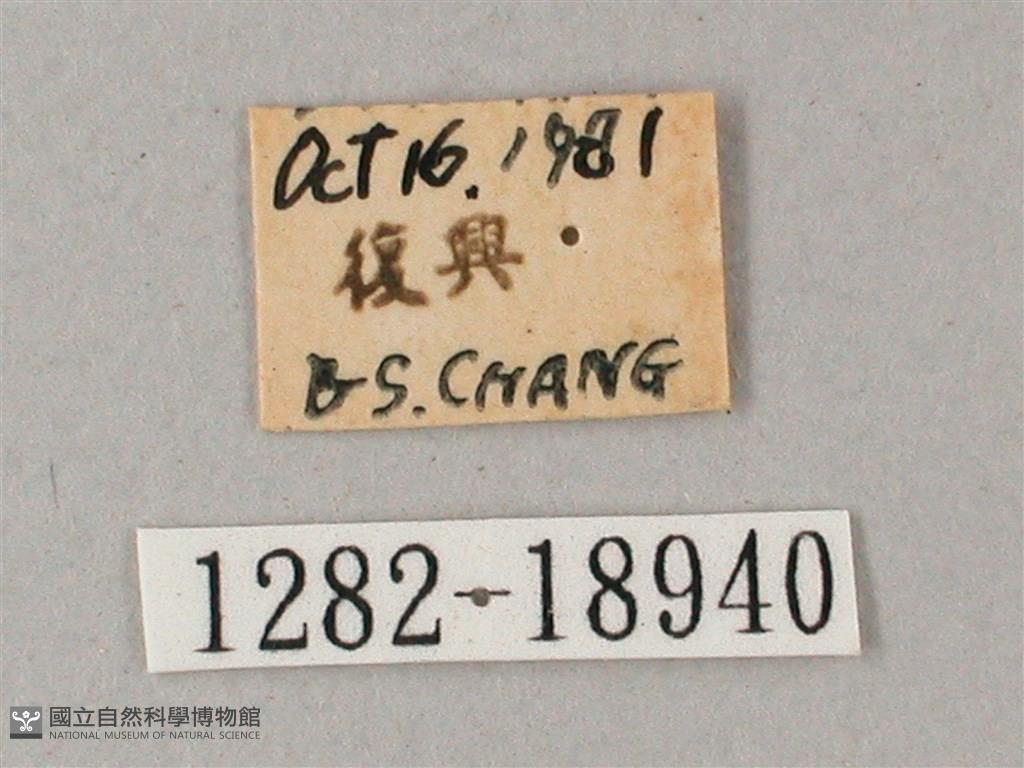 Oct 16. 1981
復興
B-S. CHANG
1282-18940
國立自然科學博物館
NATIONAL MUSEUM OF NATURAL SCIENCE